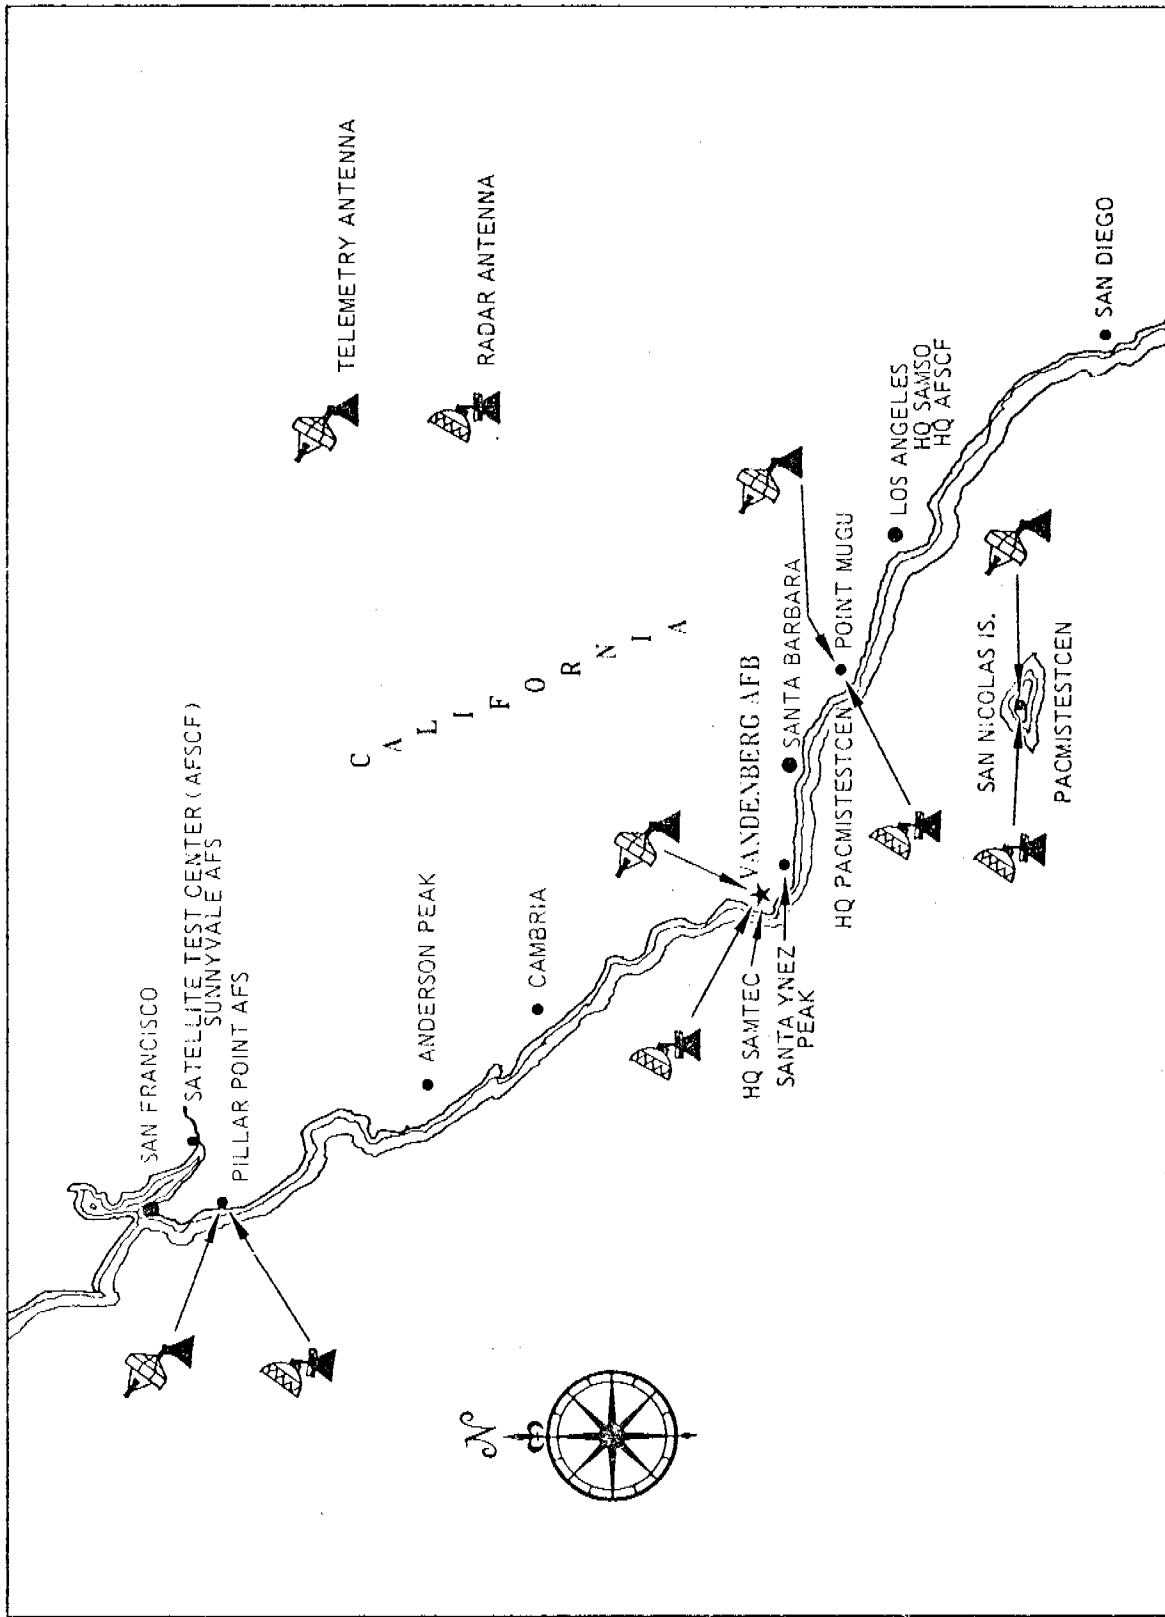 TELEMETRY ANTENNA
RADAR ANTENNA
SAN FRANCISCO
SATELLITE TEST CENTER (AFSCF)
SUNNYVALE AFS
PILLAR POINT AFS
CALIFORNIA
ANDERSON PEAK
CAMBRIA
N
VANDENBERG AFB
HQ SAMTEC
SANTA YNEZ
PEAK
SANTA BARBARA
POINT MUGU
HQ PACMISTESTCEN
LOS ANGELES
HQ SAMSO
HQ AFSCF
SAN NICOLAS IS.
PACMISTESTCEN
SAN DIEGO